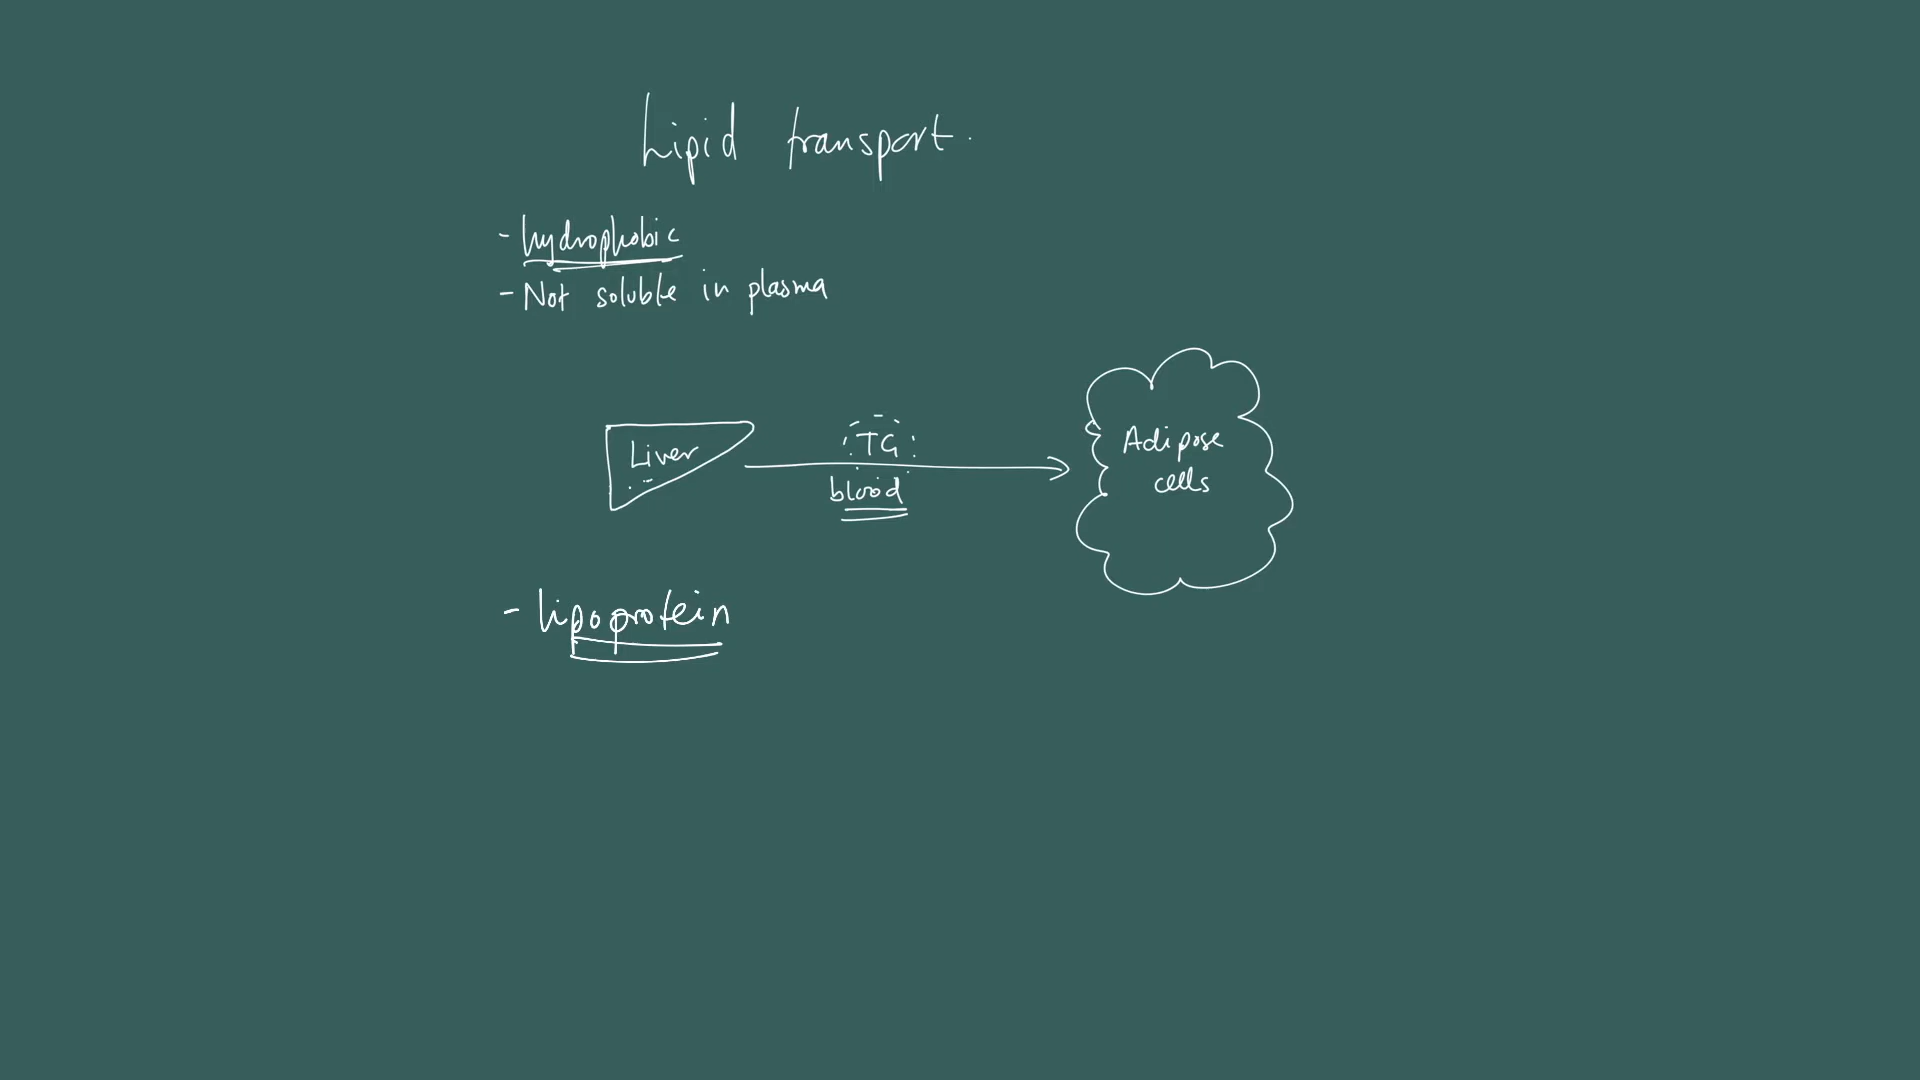 Lipid transport.
- hydrophobic
- Not soluble in plasma
Liver
TG
blood
Adipose
cells
- lipoprotein